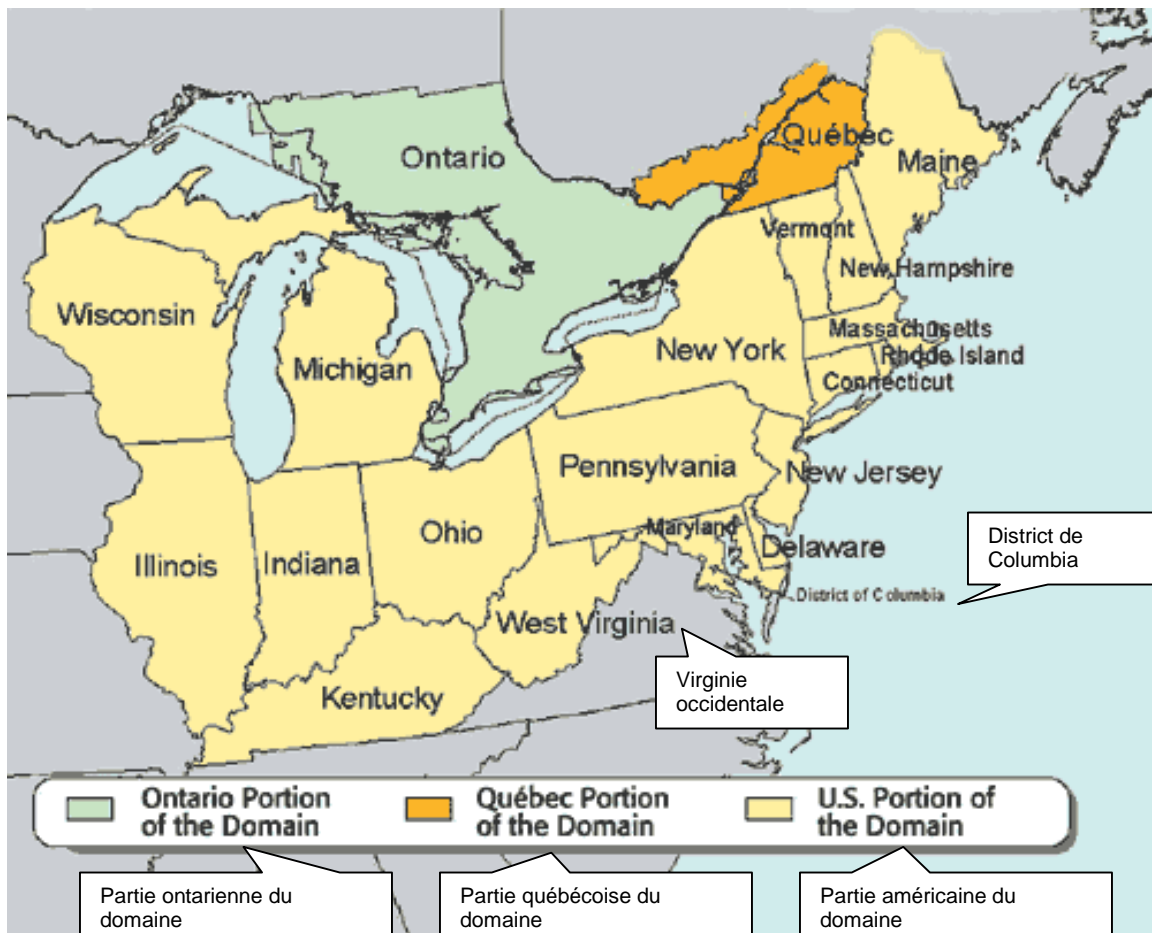 Québec
Ontario
Maine
Vermont
New Hampshire
Wisconsin
Massachusetts
New York
Rhode Island
Michigan
Connecticut
Pennsylvania
New Jersey
Maryland
Ohio
Delaware
Illinois
Indiana
District de
Columbia
District of Columbia
West Virginia
Virginie
occidentale
Kentucky
Ontario Portion
of the Domain
Québec Portion
of the Domain
U.S. Portion of
the Domain
Partie ontarienne du
domaine
Partie québécoise du
domaine
Partie américaine du
domaine